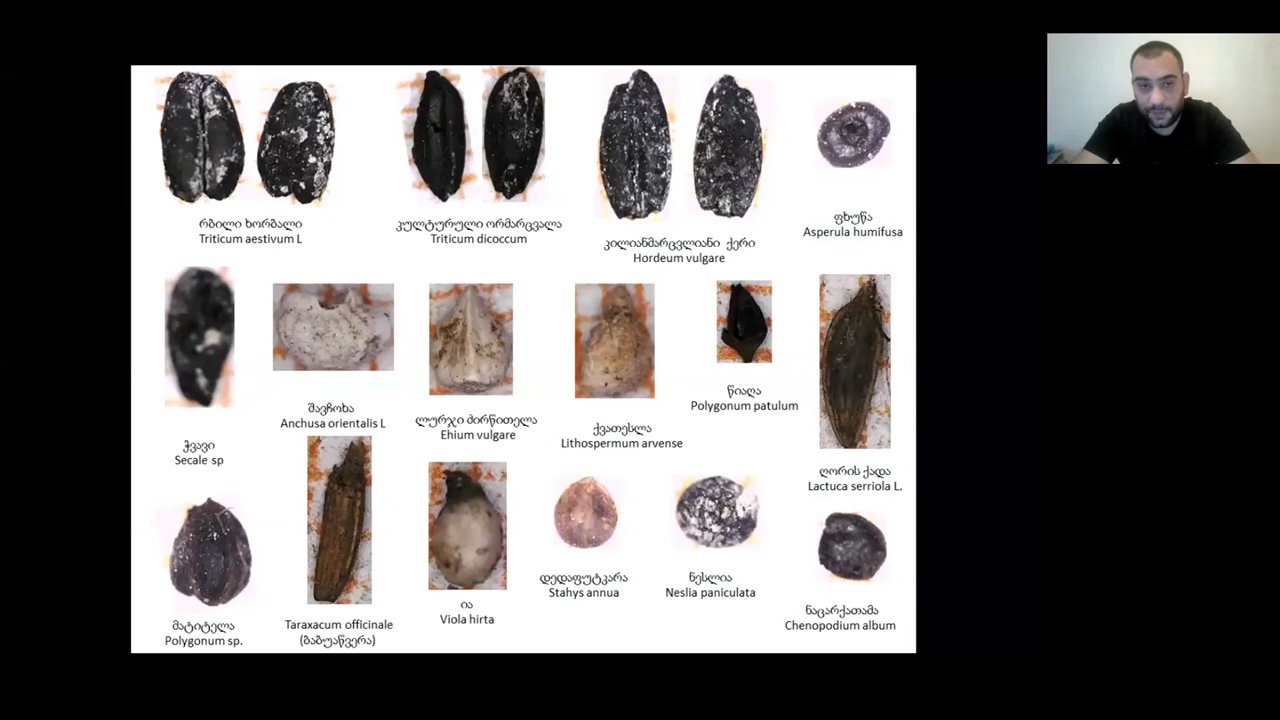 რბილი ხორბალი
Triticum aestivum L
კულტურული ორმარცვალა
Triticum dicoccum
კილიანმარცვლიანი ქერი
Hordeum vulgare
ფხუწა
Asperula humifusa
ჭვავი
Secale sp
შავჩოხა
Anchusa orientalis L
ლურჯი ძირწითელა
Ehium vulgare
ქვათესლა
Lithospermum arvense
წიაღა
Polygonum patulum
ღორის ქადა
Lactuca serriola L.
მატიტელა
Polygonum sp.
Taraxacum officinale
(ბაბუაწვერა)
ია
Viola hirta
დედაფუტკარა
Stahys annua
ნესლია
Neslia paniculata
ნაცარქათამა
Chenopodium album